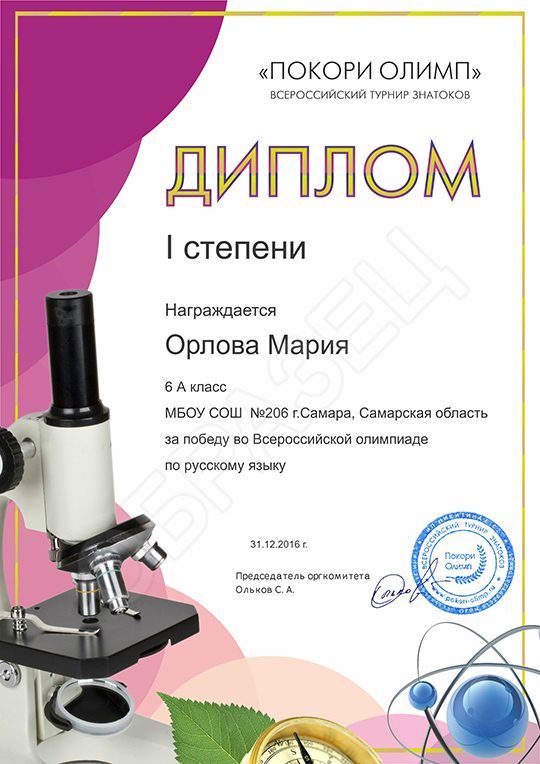 «ПОКОРИ ОЛИМП»
ВСЕРОССИЙСКИЙ ТУРНИР ЗНАТОКОВ
ДИПЛОМ
I степени
Награждается
Орлова Мария
6 А класс
МБОУ СОШ №206 г.Самара, Самарская область
за победу во Всероссийской олимпиаде
по русскому языку
ОБРАЗЕЦ
31.12.2016 г.
Председатель оргкомитета
Ольков С. А.
ВСЕРОССИЙСКИЙ ТУРНИР ЗНАТОКОВ
Покори
Олимп
www.pokori-olimp.ru